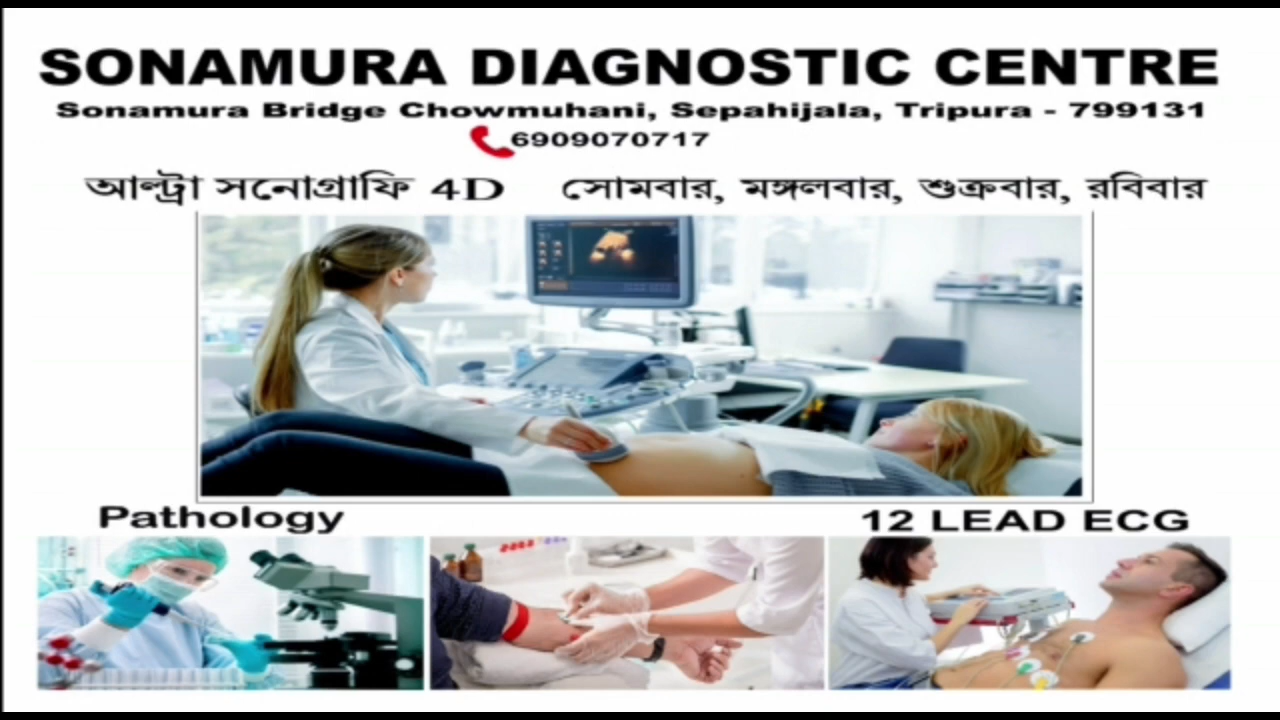 SONAMURA DIAGNOSTIC CENTRE
Sonamura Bridge Chowmuhani, Sepahijala, Tripura - 799131
6909070717
আল্ট্রা সনোগ্রাফি 4D সোমবার, মঙ্গলবার, শুক্রবার, রবিবার
Pathology
12 LEAD ECG